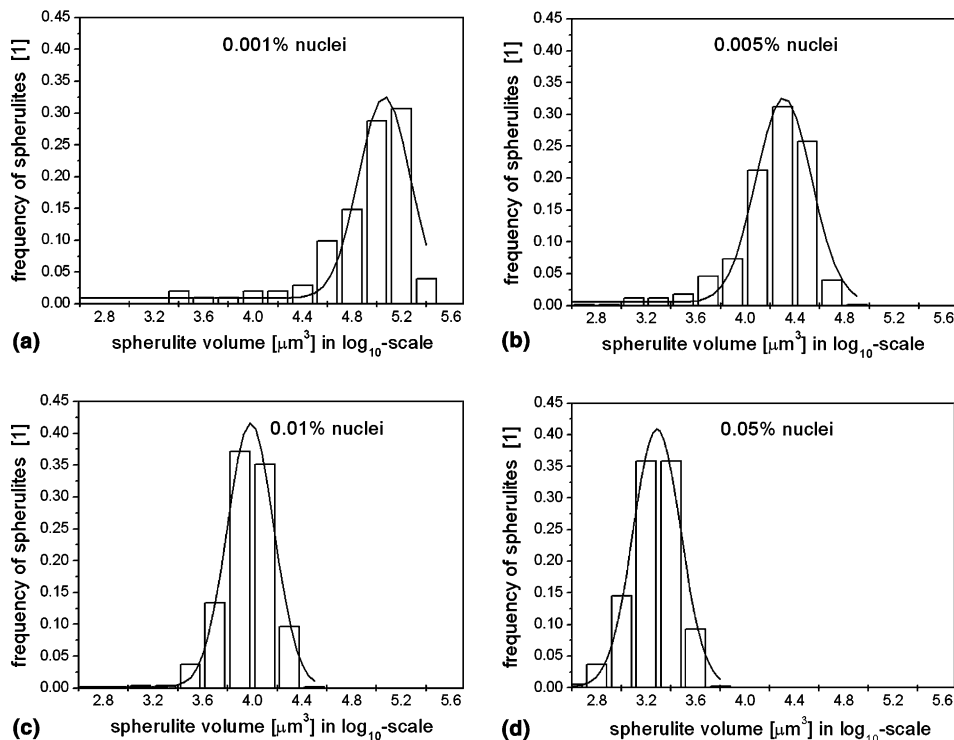 0.001% nuclei
frequency of spherulites [1]
0.45
0.40
0.35
0.30
0.25
0.20
0.15
0.10
0.05
0.00
2.8 3.2 3.6 4.0 4.4 4.8 5.2 5.6
(a) spherulite volume [μm³] in log₁₀-scale
0.005% nuclei
frequency of spherulites [1]
0.45
0.40
0.35
0.30
0.25
0.20
0.15
0.10
0.05
0.00
2.8 3.2 3.6 4.0 4.4 4.8 5.2 5.6
(b) spherulite volume [μm³] in log₁₀-scale
0.01% nuclei
frequency of spherulites [1]
0.45
0.40
0.35
0.30
0.25
0.20
0.15
0.10
0.05
0.00
2.8 3.2 3.6 4.0 4.4 4.8 5.2 5.6
(c) spherulite volume [μm³] in log₁₀-scale
0.05% nuclei
frequency of spherulites [1]
0.45
0.40
0.35
0.30
0.25
0.20
0.15
0.10
0.05
0.00
2.8 3.2 3.6 4.0 4.4 4.8 5.2 5.6
(d) spherulite volume [μm³] in log₁₀-scale